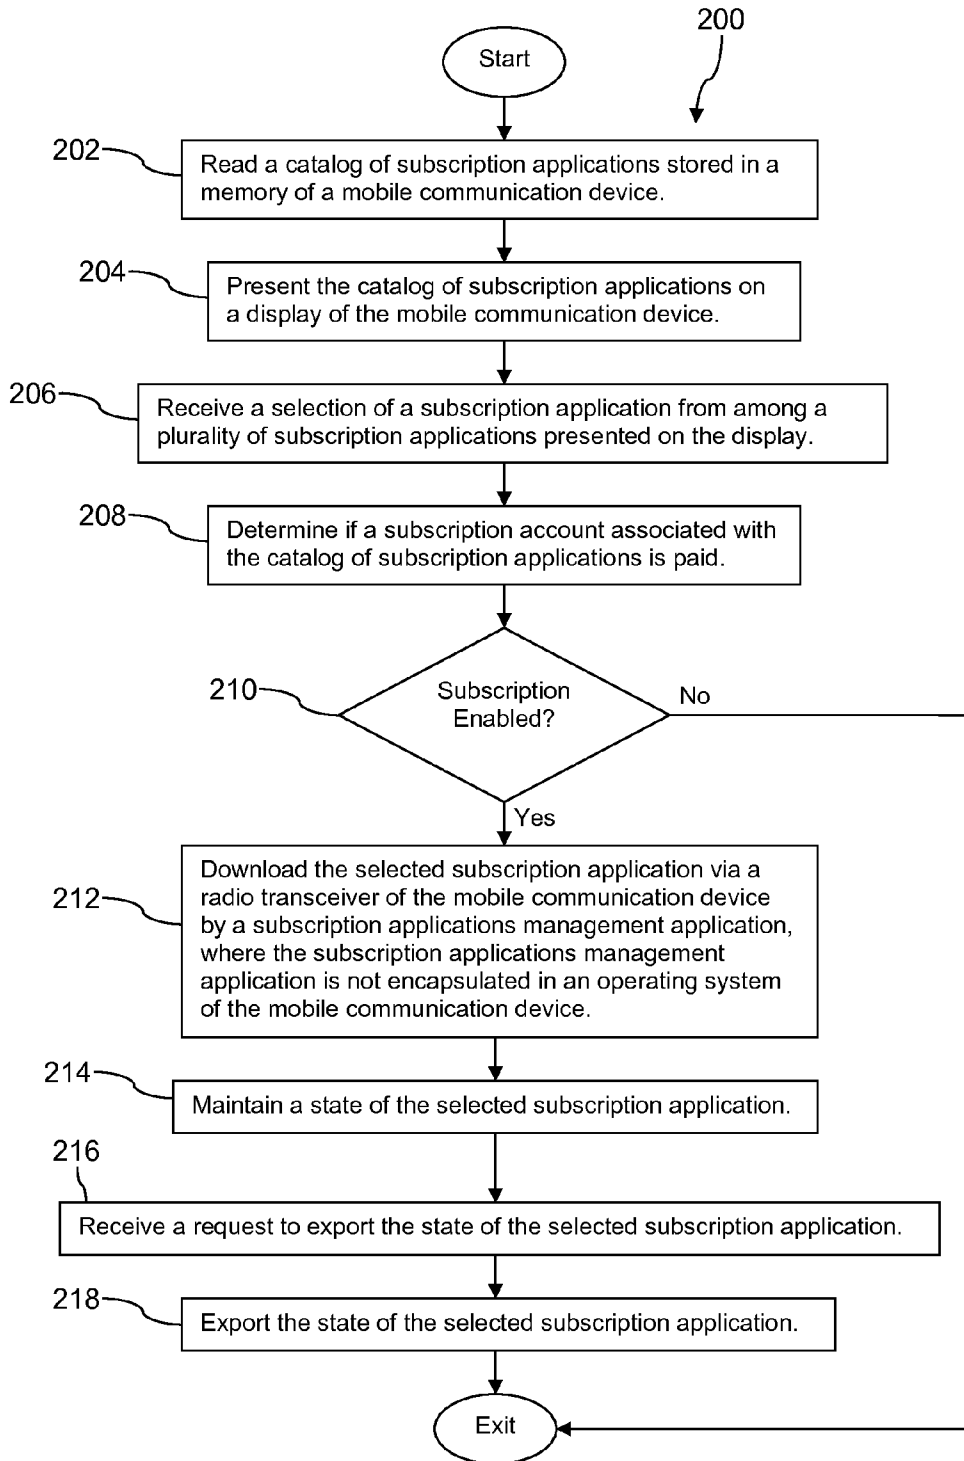 200
Start
202
Read a catalog of subscription applications stored in a
memory of a mobile communication device.
204
Present the catalog of subscription applications on
a display of the mobile communication device.
206
Receive a selection of a subscription application from among a
plurality of subscription applications presented on the display.
208
Determine if a subscription account associated with
the catalog of subscription applications is paid.
210
Subscription
Enabled?
No
Yes
212
Download the selected subscription application via a
radio transceiver of the mobile communication device
by a subscription applications management application,
where the subscription applications management
application is not encapsulated in an operating system
of the mobile communication device.
214
Maintain a state of the selected subscription application.
216
Receive a request to export the state of the selected subscription application.
218
Export the state of the selected subscription application.
Exit